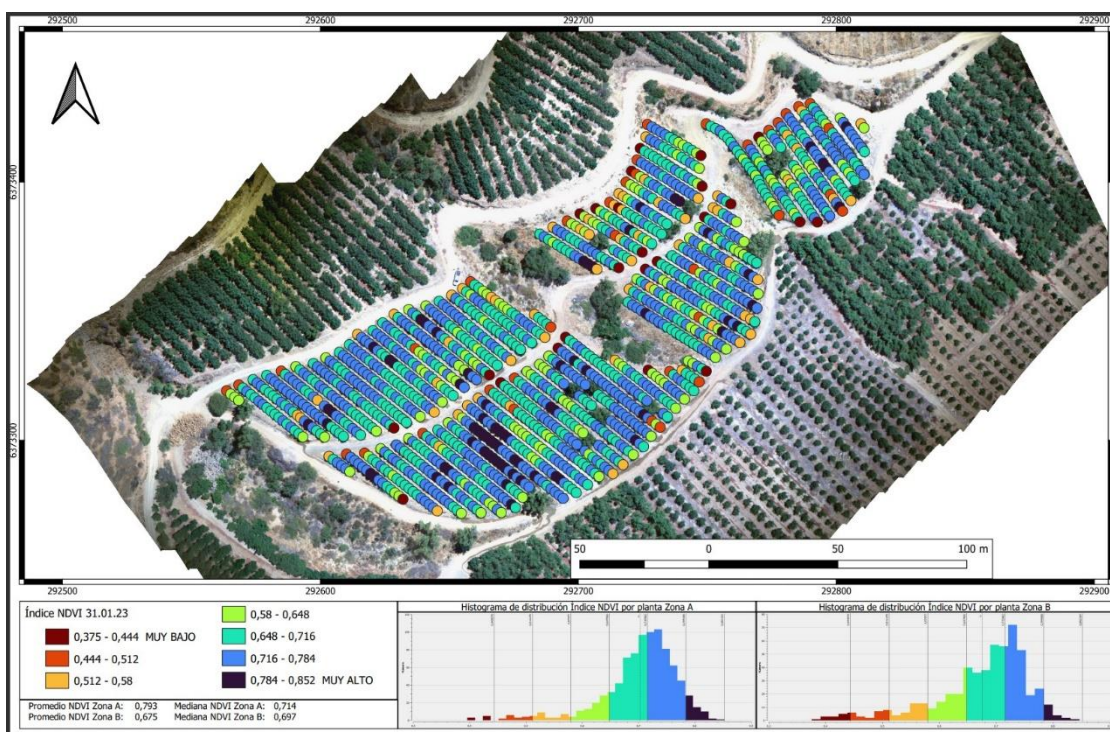 292500 292600 292700 292800 292900
6373400
6373300
50 0 50 100 m
292500 292600 292700 292800 292900
Índice NDVI 31.01.23
0,375 - 0,444 MUY BAJO
0,444 - 0,512
0,512 - 0,58
0,58 - 0,648
0,648 - 0,716
0,716 - 0,784
0,784 - 0,852 MUY ALTO
Promedio NDVI Zona A: 0,793 Mediana NDVI Zona A: 0,714
Promedio NDVI Zona B: 0,675 Mediana NDVI Zona B: 0,697
Histograma de distribución Índice NDVI por planta Zona A
Histograma de distribución Índice NDVI por planta Zona B